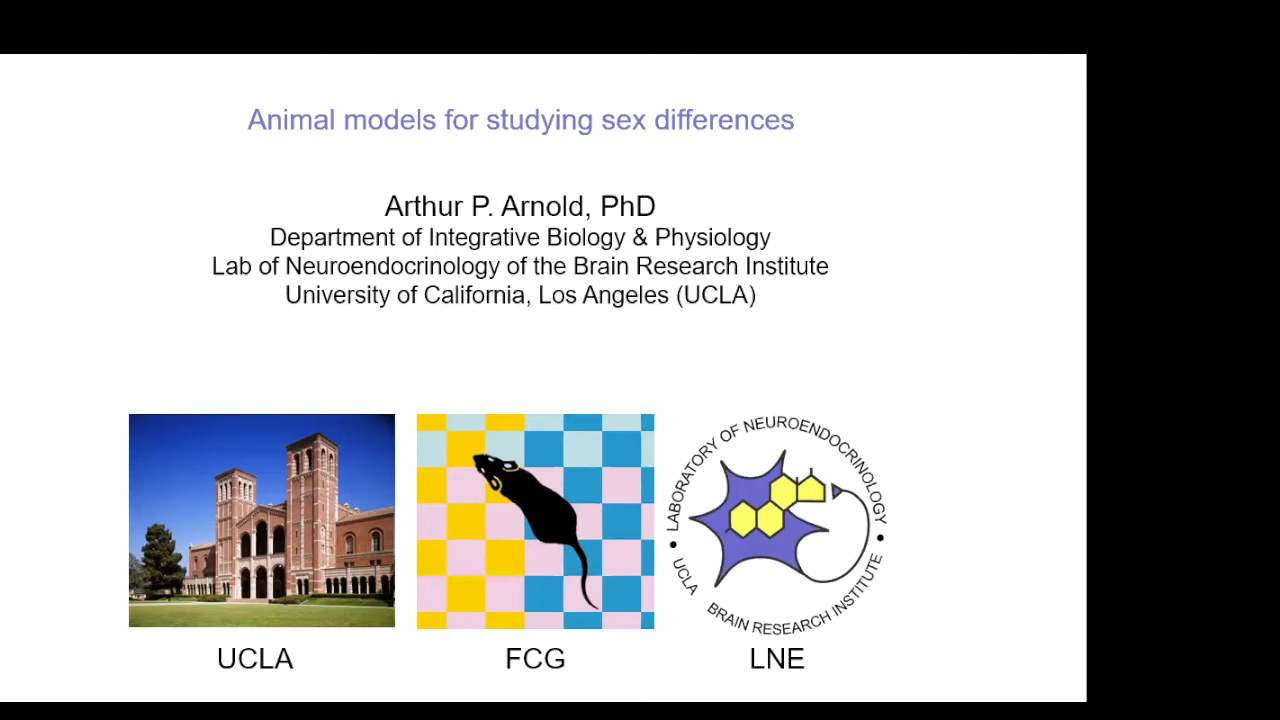 Animal models for studying sex differences
Arthur P. Arnold, PhD
Department of Integrative Biology & Physiology
Lab of Neuroendocrinology of the Brain Research Institute
University of California, Los Angeles (UCLA)
LABORATORY OF NEUROENDOCRINOLOGY
• UCLA BRAIN RESEARCH INSTITUTE •
UCLA
FCG
LNE